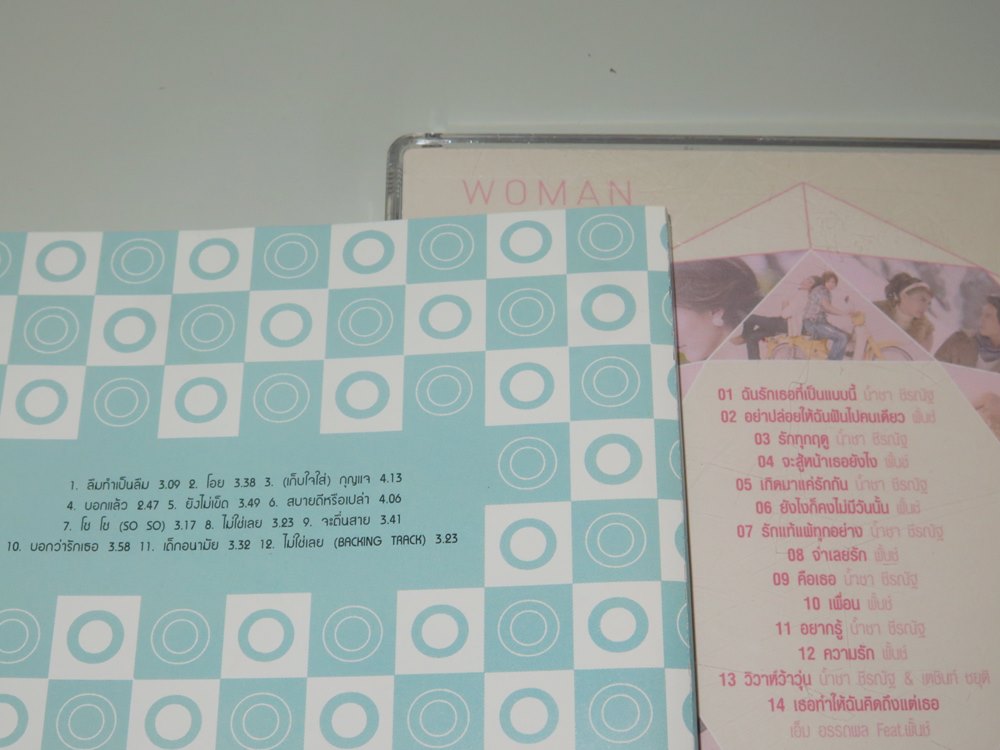 WOMAN
1. ลืมทำเป็นลืม 3.09 2. โอย 3.38 3. (เก็บใจใส่) กุญแจ 4.13
4. บอกแล้ว 2.47 5. ยังไม่เข็ด 3.49 6. สบายดีหรือเปล่า 4.06
7. โซ โซ (SO SO) 3.17 8. ไม่ใช่เลย 3.23 9. จะตื่นสาย 3.41
10. บอกว่ารักเธอ 3.58 11. เด็กอนามัย 3.32 12. ไม่ใช่เลย (BACKING TRACK) 3.23
01 ฉันรักเธอที่เป็นแบบนี้ น้ำชา ชีรณัฐ
02 อย่าปล่อยให้ฉันฝันไปคนเดียว พั้นช์
03 รักทุกฤดู น้ำชา ชีรณัฐ
04 จะสู้หน้าเธอยังไง พั้นช์
05 เกิดมาแค่รักกัน น้ำชา ชีรณัฐ
06 ยังไงก็คงไม่มีวันนั้น พั้นช์
07 รักแท้แพ้ทุกอย่าง น้ำชา ชีรณัฐ
08 จำเลยรัก พั้นช์
09 คือเธอ น้ำชา ชีรณัฐ
10 เพื่อน พั้นช์
11 อยากรู้ น้ำชา ชีรณัฐ
12 ความรัก พั้นช์
13 วิวาห์ว้าวุ่น น้ำชา ชีรณัฐ & เตชินท์ ชยุติ
14 เธอทำให้ฉันคิดถึงแต่เธอ
เอ็ม อรรถพล Feat.พั้นช์